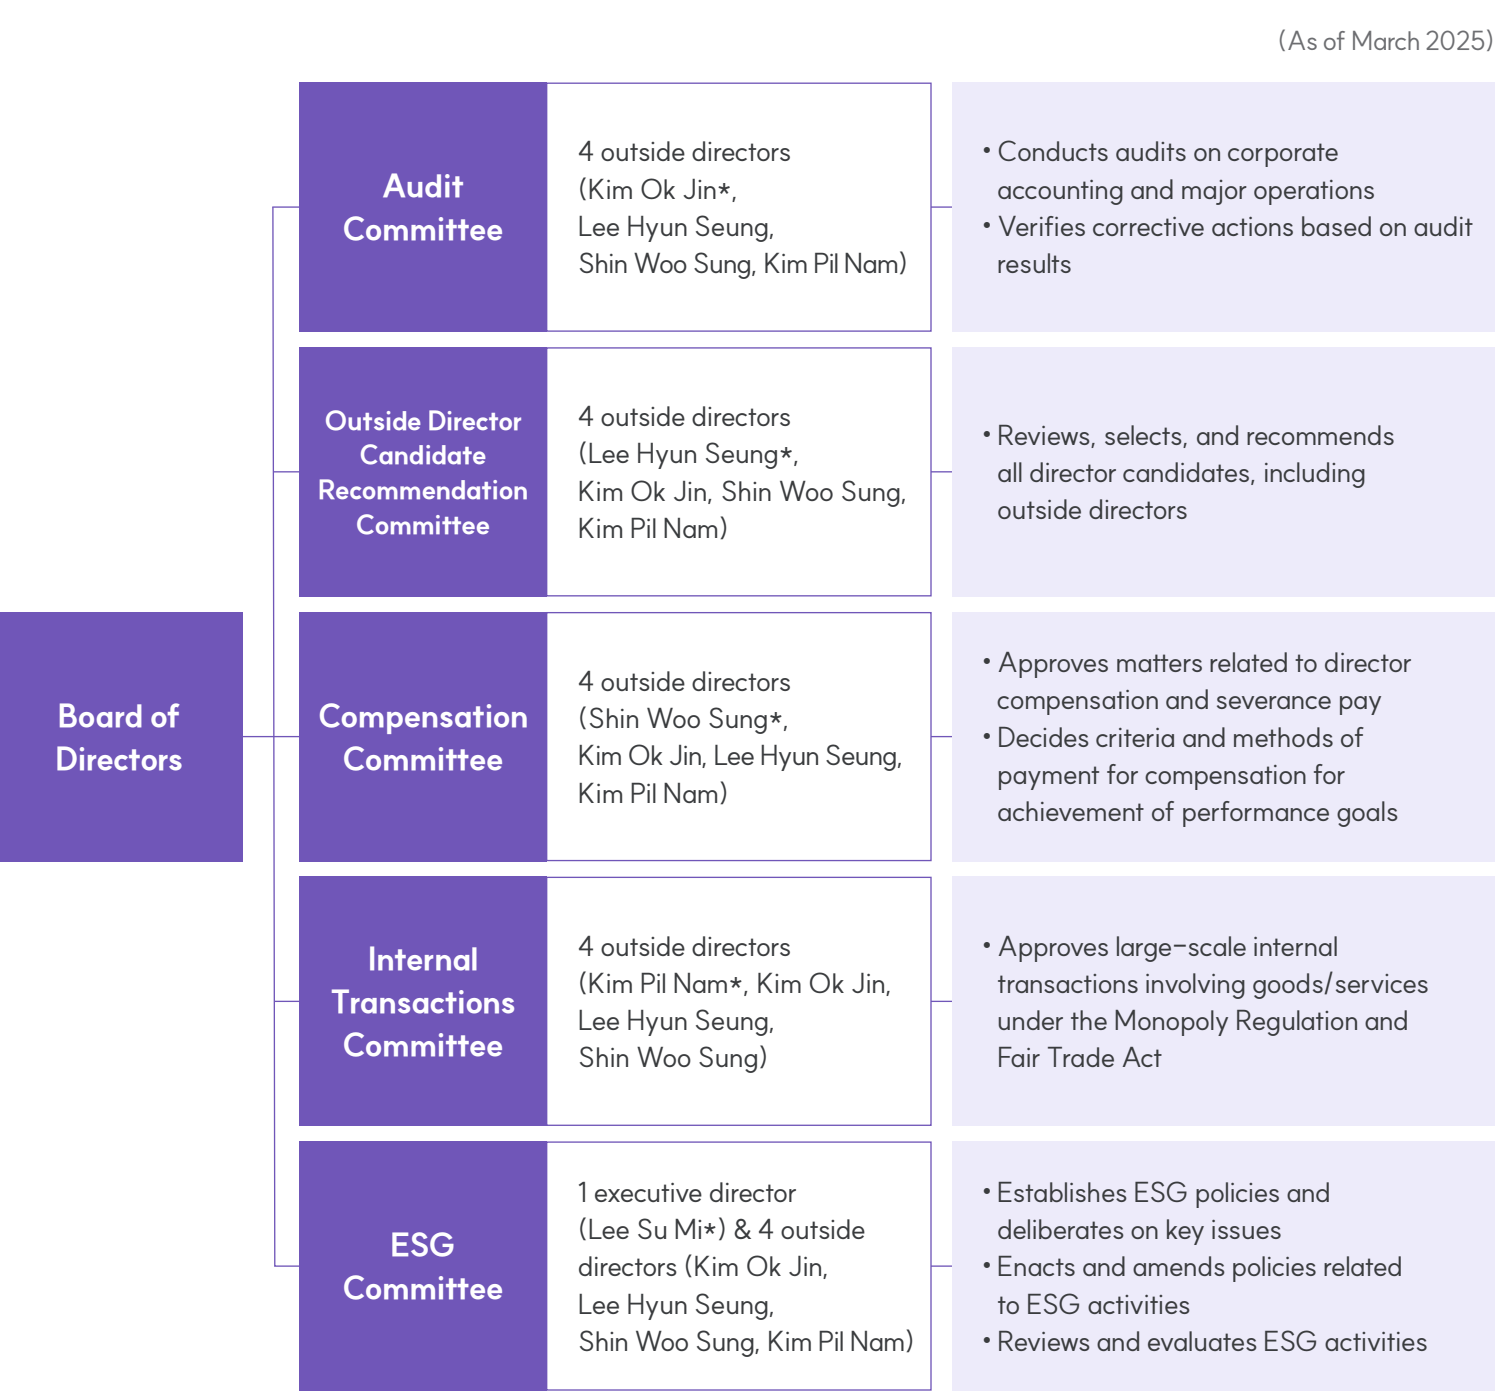 (As of March 2025)
Audit
Committee
4 outside directors
(Kim Ok Jin*,
Lee Hyun Seung,
Shin Woo Sung, Kim Pil Nam)
• Conducts audits on corporate
accounting and major operations
• Verifies corrective actions based on audit
results
Outside Director
Candidate
Recommendation
Committee
4 outside directors
(Lee Hyun Seung*,
Kim Ok Jin, Shin Woo Sung,
Kim Pil Nam)
• Reviews, selects, and recommends
all director candidates, including
outside directors
Board of
Directors
Compensation
Committee
4 outside directors
(Shin Woo Sung*,
Kim Ok Jin, Lee Hyun Seung,
Kim Pil Nam)
• Approves matters related to director
compensation and severance pay
• Decides criteria and methods of
payment for compensation for
achievement of performance goals
Internal
Transactions
Committee
4 outside directors
(Kim Pil Nam*, Kim Ok Jin,
Lee Hyun Seung,
Shin Woo Sung)
• Approves large-scale internal
transactions involving goods/services
under the Monopoly Regulation and
Fair Trade Act
ESG
Committee
1 executive director
(Lee Su Mi*) & 4 outside
directors (Kim Ok Jin,
Lee Hyun Seung,
Shin Woo Sung, Kim Pil Nam)
• Establishes ESG policies and
deliberates on key issues
• Enacts and amends policies related
to ESG activities
• Reviews and evaluates ESG activities